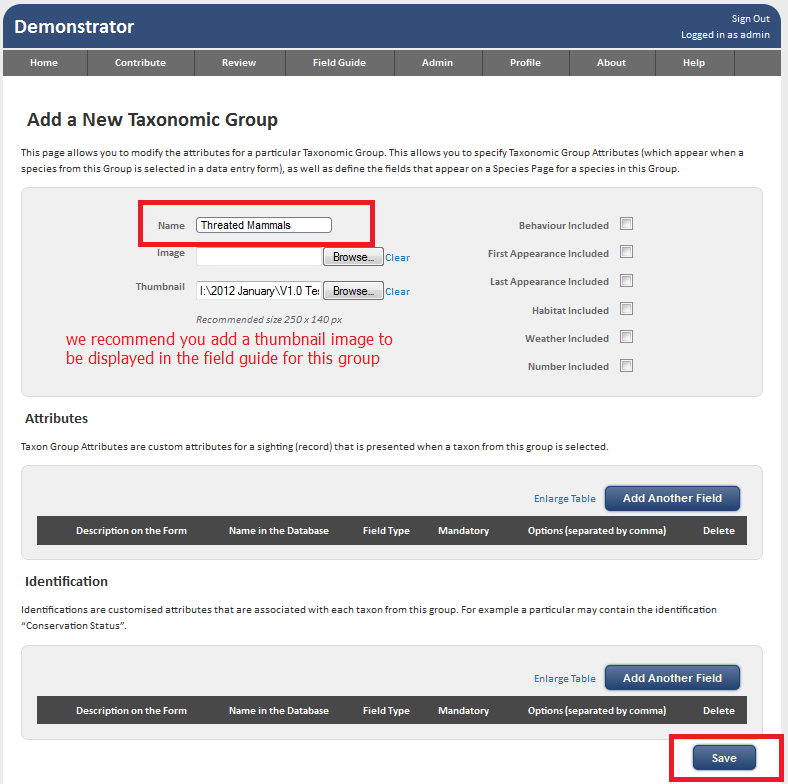 Demonstrator
Sign Out
Logged in as admin
Home Contribute Review Field Guide Admin Profile About Help
Add a New Taxonomic Group
This page allows you to modify the attributes for a particular Taxonomic Group. This allows you to specify Taxonomic Group Attributes (which appear when a
species from this Group is selected in a data entry form), as well as define the fields that appear on a Species Page for a species in this Group.
Name Threated Mammals
Image Browse... Clear
Thumbnail I:\2012 January\V1.0 Tes Browse... Clear
Recommended size 250 x 140 px
we recommend you add a thumbnail image to
be displayed in the field guide for this group
Behaviour Included
First Appearance Included
Last Appearance Included
Habitat Included
Weather Included
Number Included
Attributes
Taxon Group Attributes are custom attributes for a sighting (record) that is presented when a taxon from this group is selected.
Enlarge Table Add Another Field
Description on the Form Name in the Database Field Type Mandatory Options (separated by comma) Delete
Identification
Identifications are customised attributes that are associated with each taxon from this group. For example a particular may contain the identification
“Conservation Status”.
Enlarge Table Add Another Field
Description on the Form Name in the Database Field Type Mandatory Options (separated by comma) Delete
Save